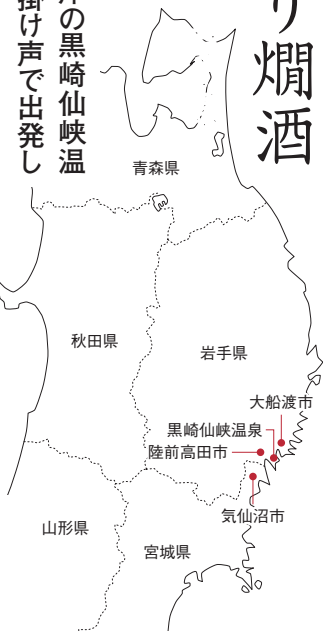 り燗酒
の黒崎仙峡温
掛け声で出発し
青森県
秋田県
岩手県
大船渡市
黒崎仙峡温泉
陸前高田市
気仙沼市
山形県
宮城県